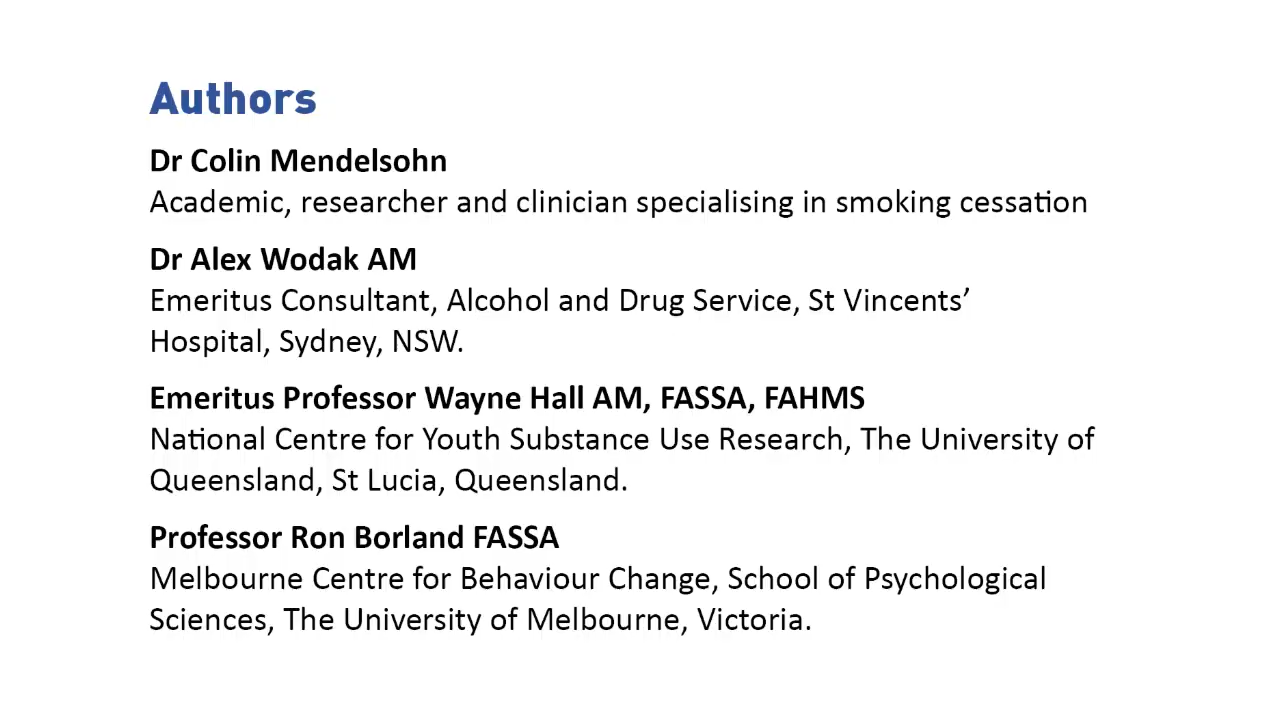 Authors
Dr Colin Mendelsohn
Academic, researcher and clinician specialising in smoking cessation
Dr Alex Wodak AM
Emeritus Consultant, Alcohol and Drug Service, St Vincents’
Hospital, Sydney, NSW.
Emeritus Professor Wayne Hall AM, FASSA, FAHMS
National Centre for Youth Substance Use Research, The University of
Queensland, St Lucia, Queensland.
Professor Ron Borland FASSA
Melbourne Centre for Behaviour Change, School of Psychological
Sciences, The University of Melbourne, Victoria.